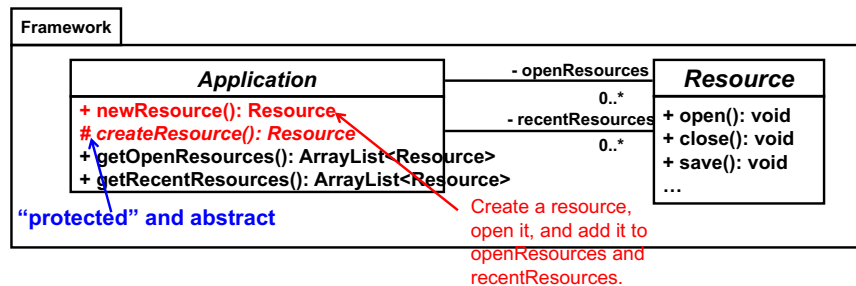 Framework
Application
+ newResource(): Resource
# createResource(): Resource
+ getOpenResources(): ArrayList<Resource>
+ getRecentResources(): ArrayList<Resource>
- openResources
0..*
- recentResources
0..*
Resource
+ open(): void
+ close(): void
+ save(): void
…
“protected” and abstract
Create a resource,
open it, and add it to
openResources and
recentResources.